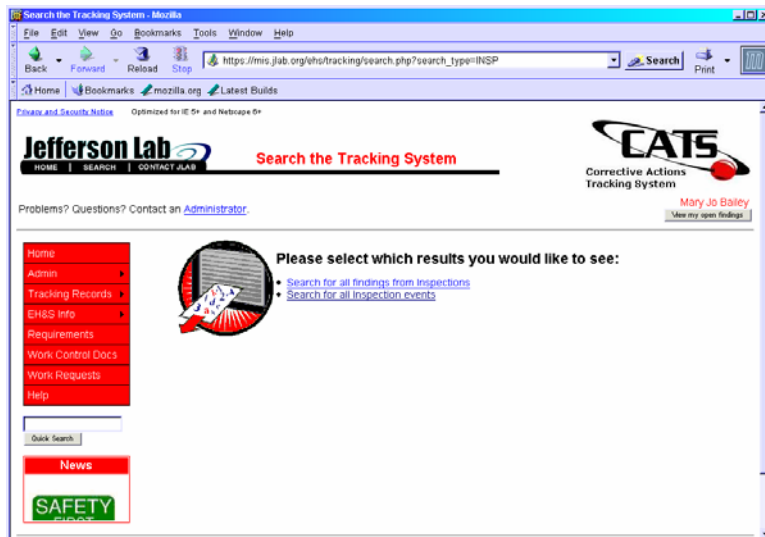 Search the Tracking System - Mozilla
File Edit View Go Bookmarks Tools Window Help
Back Forward Reload Stop https://mis.jlab.org/ehs/tracking/search.php?search_type=INSP Search Print
Home Bookmarks mozilla.org Latest Builds
Privacy and Security Notice Optimized for IE 5+ and Netscape 6+
Jefferson Lab
HOME | SEARCH | CONTACT JLAB
Search the Tracking System
CATS
Corrective Actions
Tracking System
Mary Jo Bailey
Problems? Questions? Contact an Administrator.
View my open findings
Home
Admin
Tracking Records
EH&S Info
Requirements
Work Control Docs
Work Requests
Help
Please select which results you would like to see:
Search for all findings from Inspections
Search for all Inspection events
Quick Search
News
SAFETY
FIRST